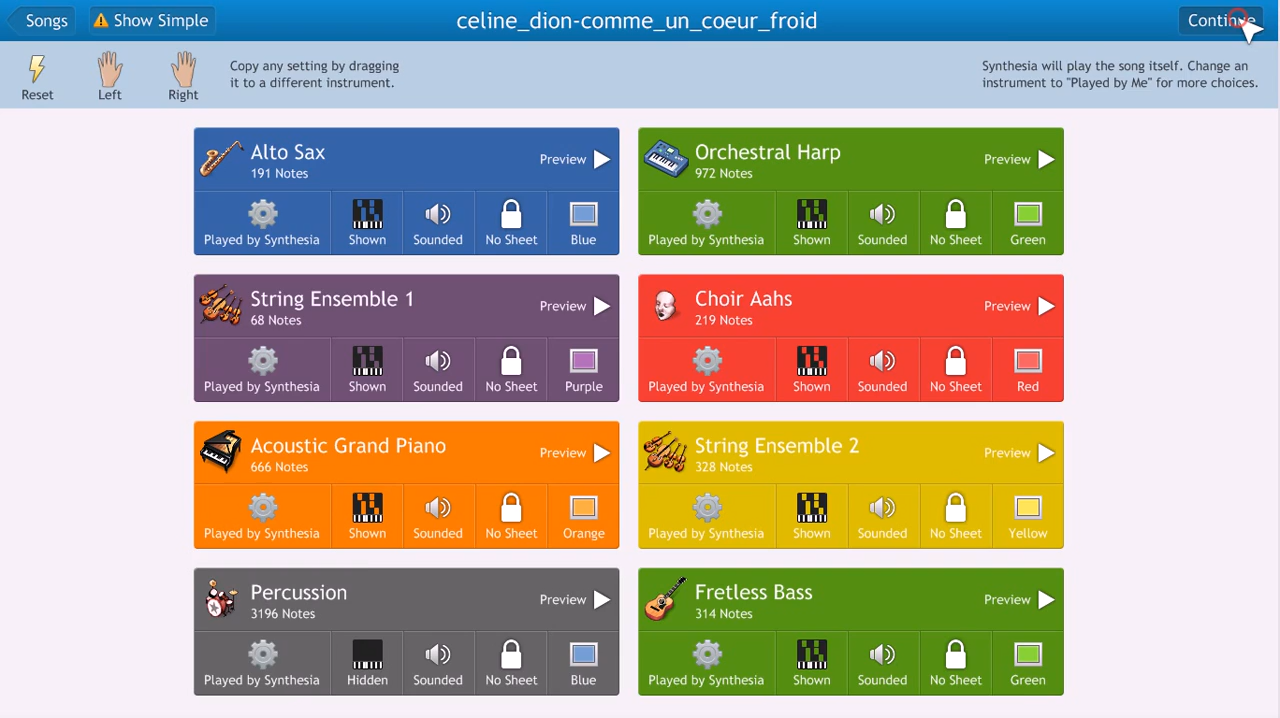 Songs
Show Simple
celine_dion-comme_un_coeur_froid
Continue
Reset
Left
Right
Copy any setting by dragging
it to a different instrument.
Synthesia will play the song itself. Change an
instrument to "Played by Me" for more choices.
Alto Sax
191 Notes
Preview
Played by Synthesia
Shown
Sounded
No Sheet
Blue
Orchestral Harp
972 Notes
Preview
Played by Synthesia
Shown
Sounded
No Sheet
Green
String Ensemble 1
68 Notes
Preview
Played by Synthesia
Shown
Sounded
No Sheet
Purple
Choir Aahs
219 Notes
Preview
Played by Synthesia
Shown
Sounded
No Sheet
Red
Acoustic Grand Piano
666 Notes
Preview
Played by Synthesia
Shown
Sounded
No Sheet
Orange
String Ensemble 2
328 Notes
Preview
Played by Synthesia
Shown
Sounded
No Sheet
Yellow
Percussion
3196 Notes
Preview
Played by Synthesia
Hidden
Sounded
No Sheet
Blue
Fretless Bass
314 Notes
Preview
Played by Synthesia
Shown
Sounded
No Sheet
Green